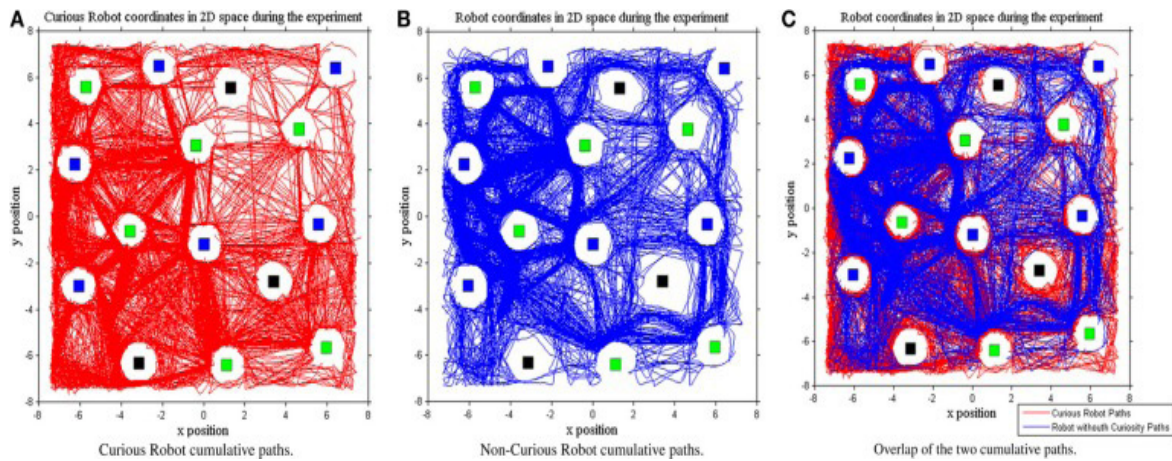 A
Curious Robot coordinates in 2D space during the experiment
y position
8
6
4
2
0
-2
-4
-6
-8
-8 -6 -4 -2 0 2 4 6 8
x position
Curious Robot cumulative paths.
B
Robot coordinates in 2D space during the experiment
y position
8
6
4
2
0
-2
-4
-6
-8
-8 -6 -4 -2 0 2 4 6 8
x position
Non-Curious Robot cumulative paths.
C
Robot coordinates in 2D space during the experiment
y position
8
6
4
2
0
-2
-4
-6
-8
-8 -6 -4 -2 0 2 4 6 8
x position
Curious Robot Paths
Robot withouth Curiosity Paths
Overlap of the two cumulative paths.